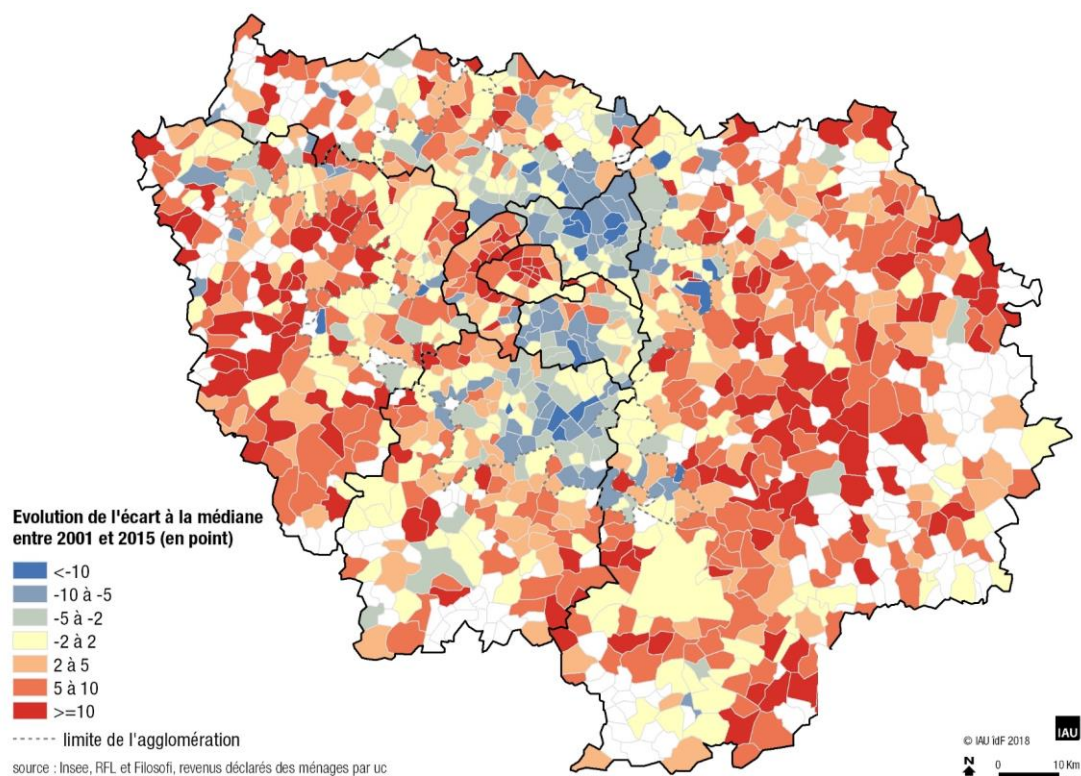 Evolution de l'écart à la médiane
entre 2001 et 2015 (en point)
<-10
-10 à -5
-5 à -2
-2 à 2
2 à 5
5 à 10
>=10
limite de l'agglomération
source : Insee, RFL et Filosofi, revenus déclarés des ménages par uc
© IAU îdF 2018
IAU
N
0 10 Km